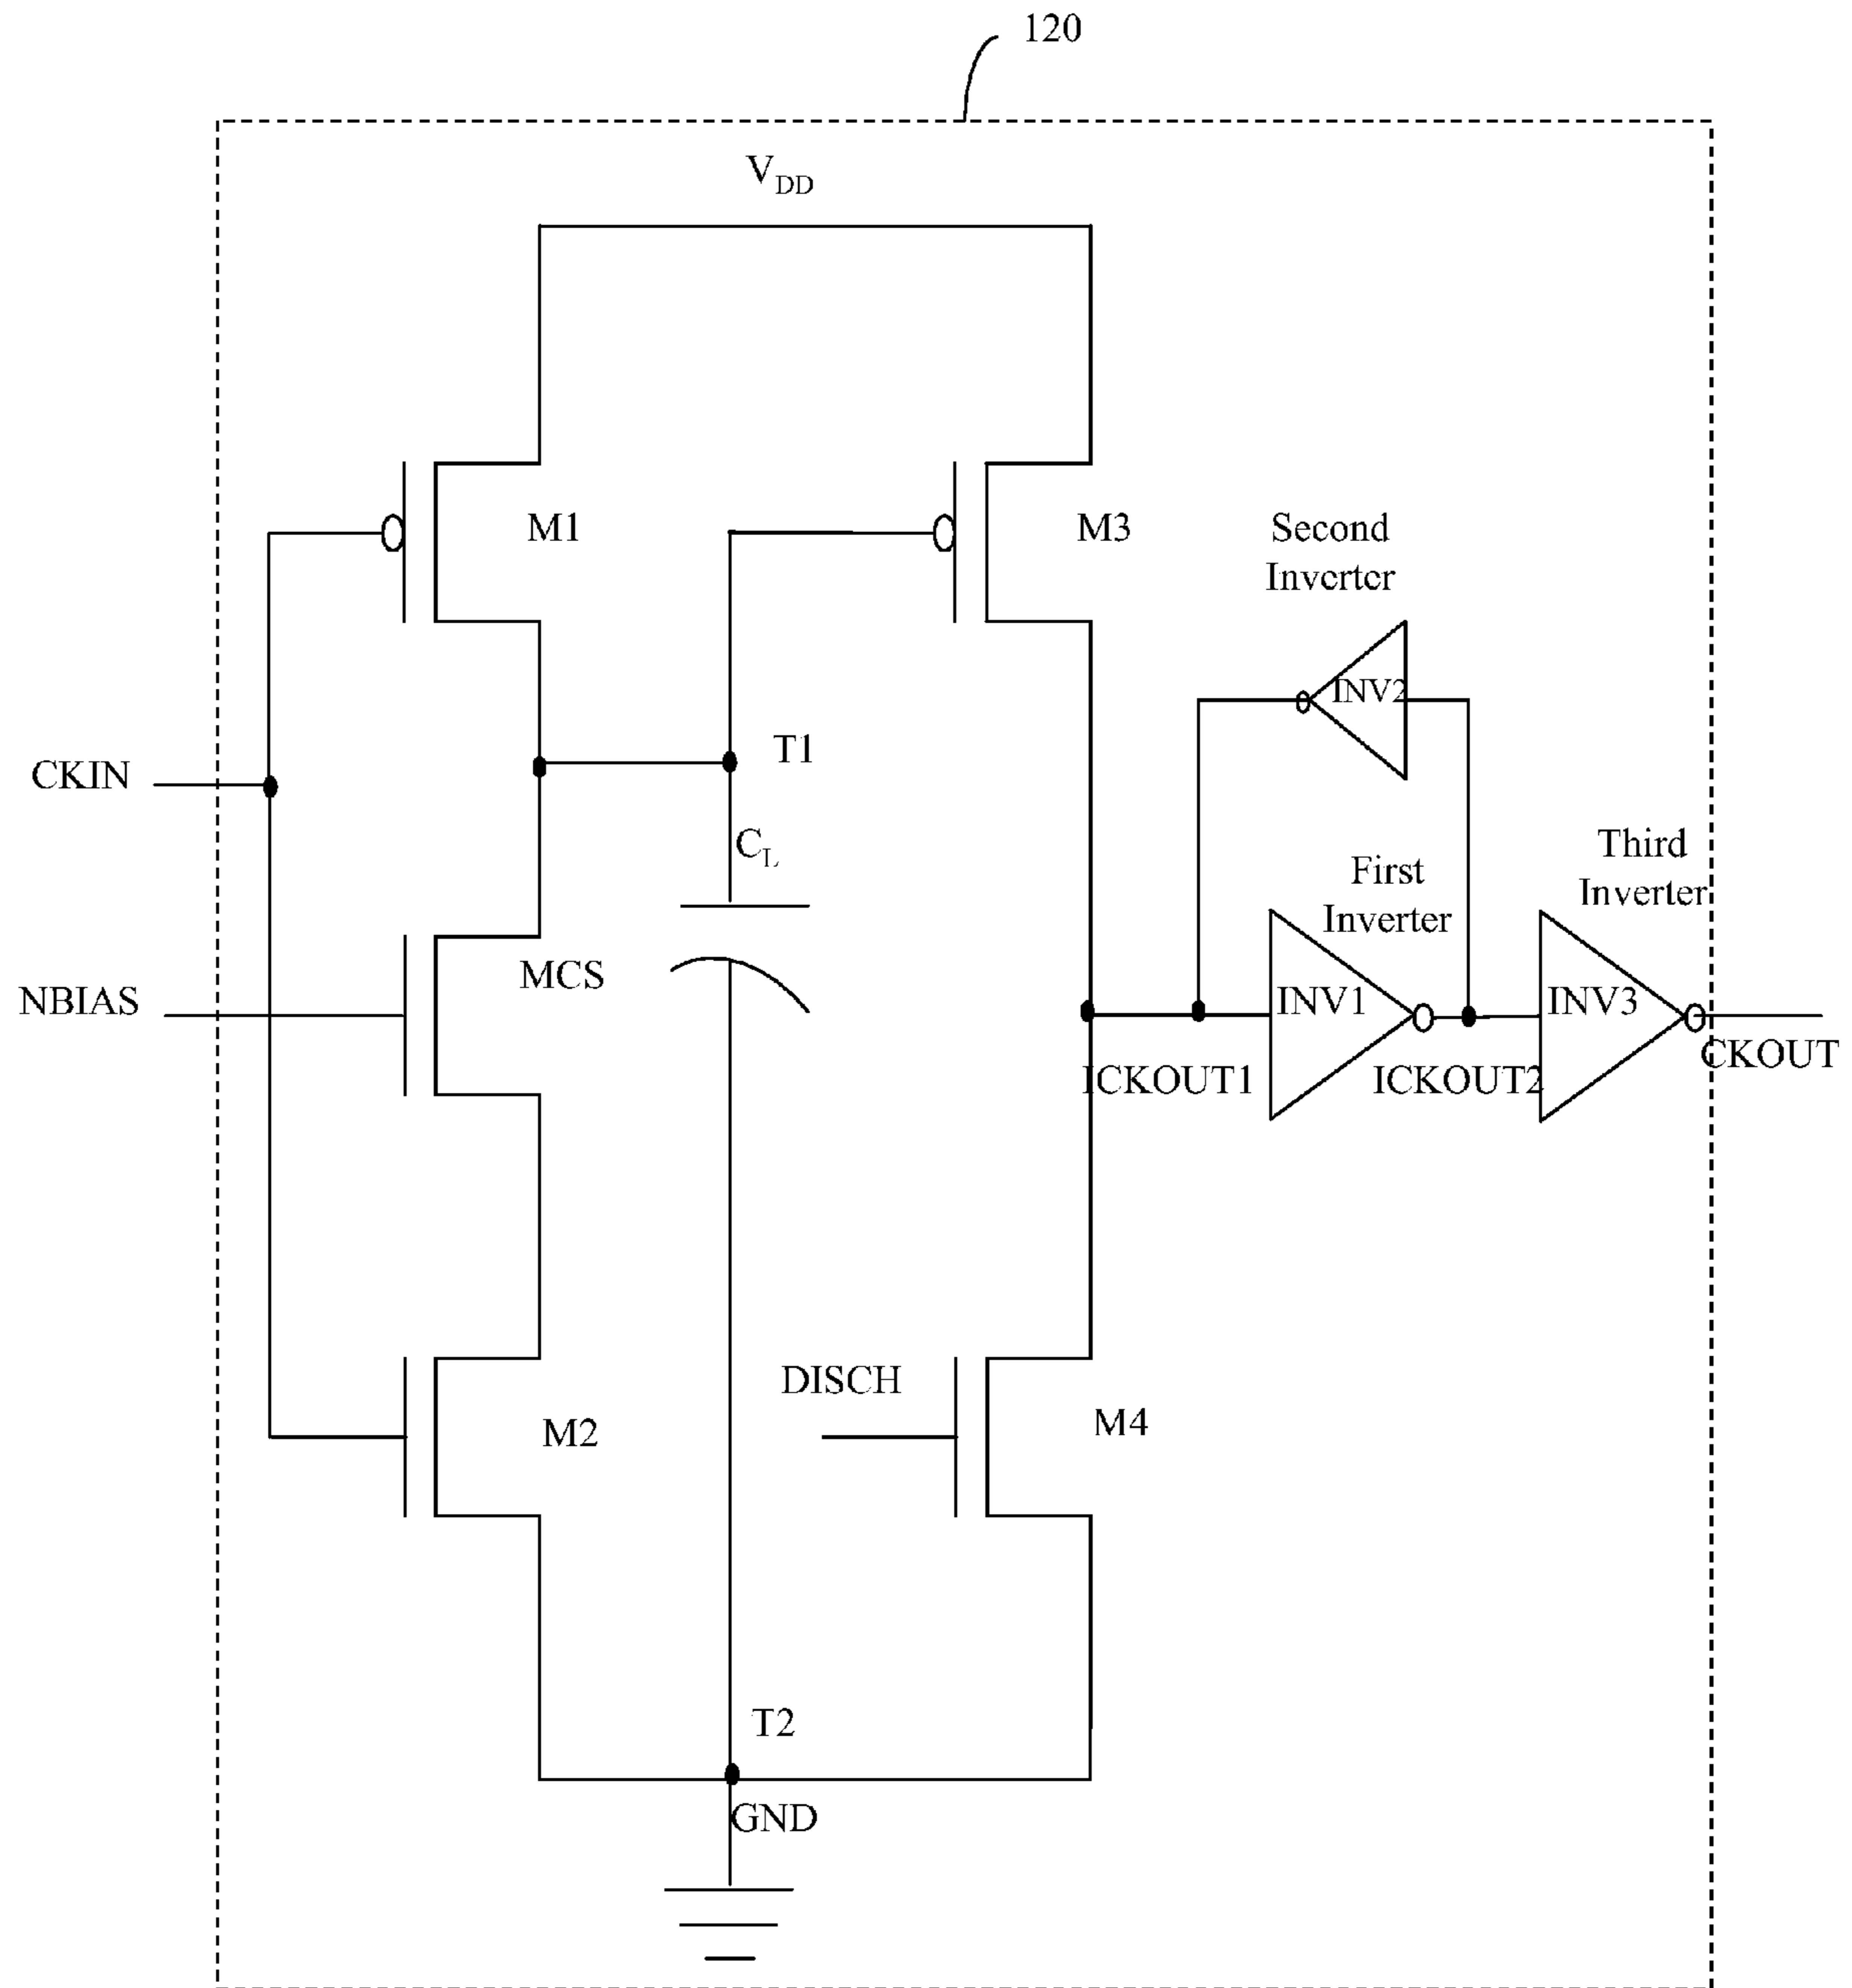 120
VDD
M1
M3
Second
Inverter
INV2
T1
CKIN
CL
Third
Inverter
First
Inverter
MCS
NBIAS
INV1
INV3
CKOUT
ICKOUT1
ICKOUT2
DISCH
M2
M4
T2
GND